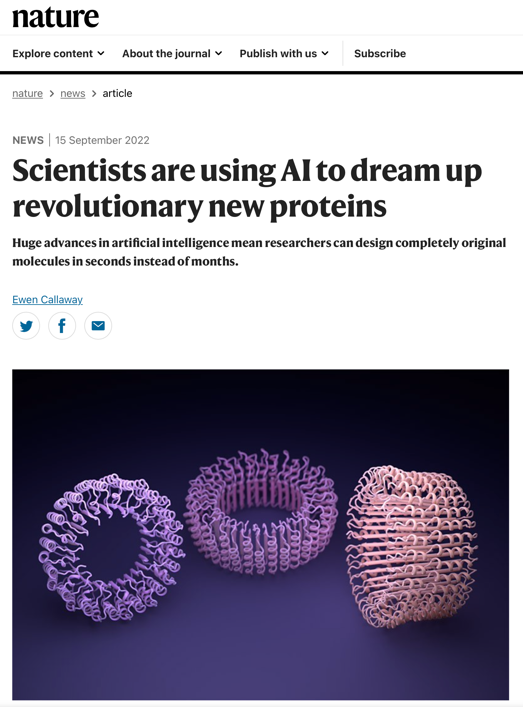 nature
Explore content About the journal Publish with us Subscribe
nature > news > article
NEWS | 15 September 2022
Scientists are using AI to dream up
revolutionary new proteins
Huge advances in artificial intelligence mean researchers can design completely original
molecules in seconds instead of months.
Ewen Callaway